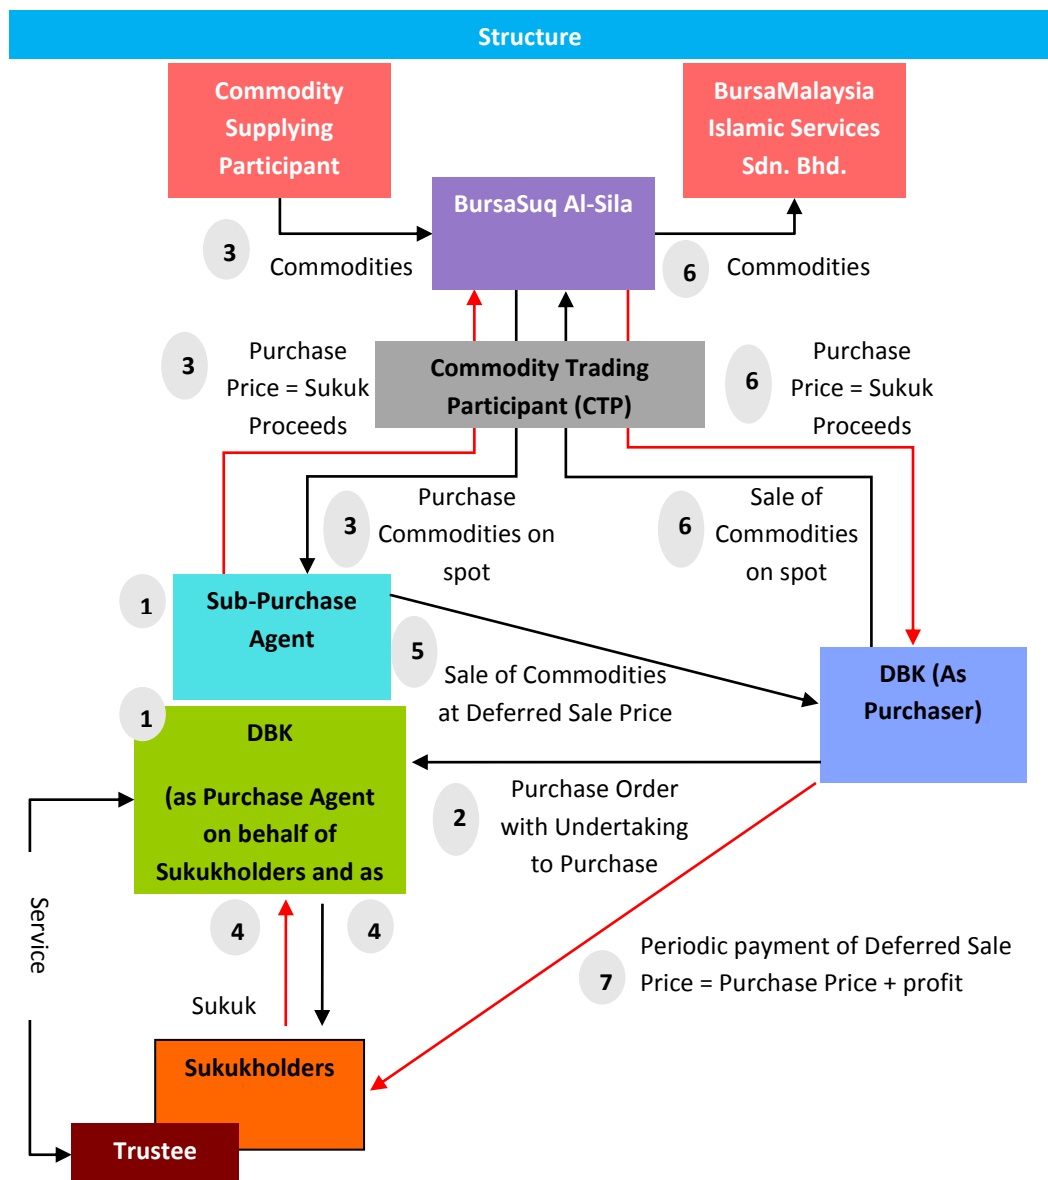 Structure
Commodity
Supplying
Participant
BursaMalaysia
Islamic Services
Sdn. Bhd.
BursaSuq Al-Sila
3
Commodities
6
Commodities
3
Purchase
Price = Sukuk
Proceeds
Commodity Trading
Participant (CTP)
6
Purchase
Price = Sukuk
Proceeds
3
Purchase
Commodities on
spot
6
Sale of
Commodities
on spot
1
Sub-Purchase
Agent
5
Sale of Commodities
at Deferred Sale Price
DBK (As
Purchaser)
1
DBK
(as Purchase Agent
on behalf of
Sukukholders and as
2
Purchase Order
with Undertaking
to Purchase
Service
4
4
Sukuk
7
Periodic payment of Deferred Sale
Price = Purchase Price + profit
Sukukholders
Trustee